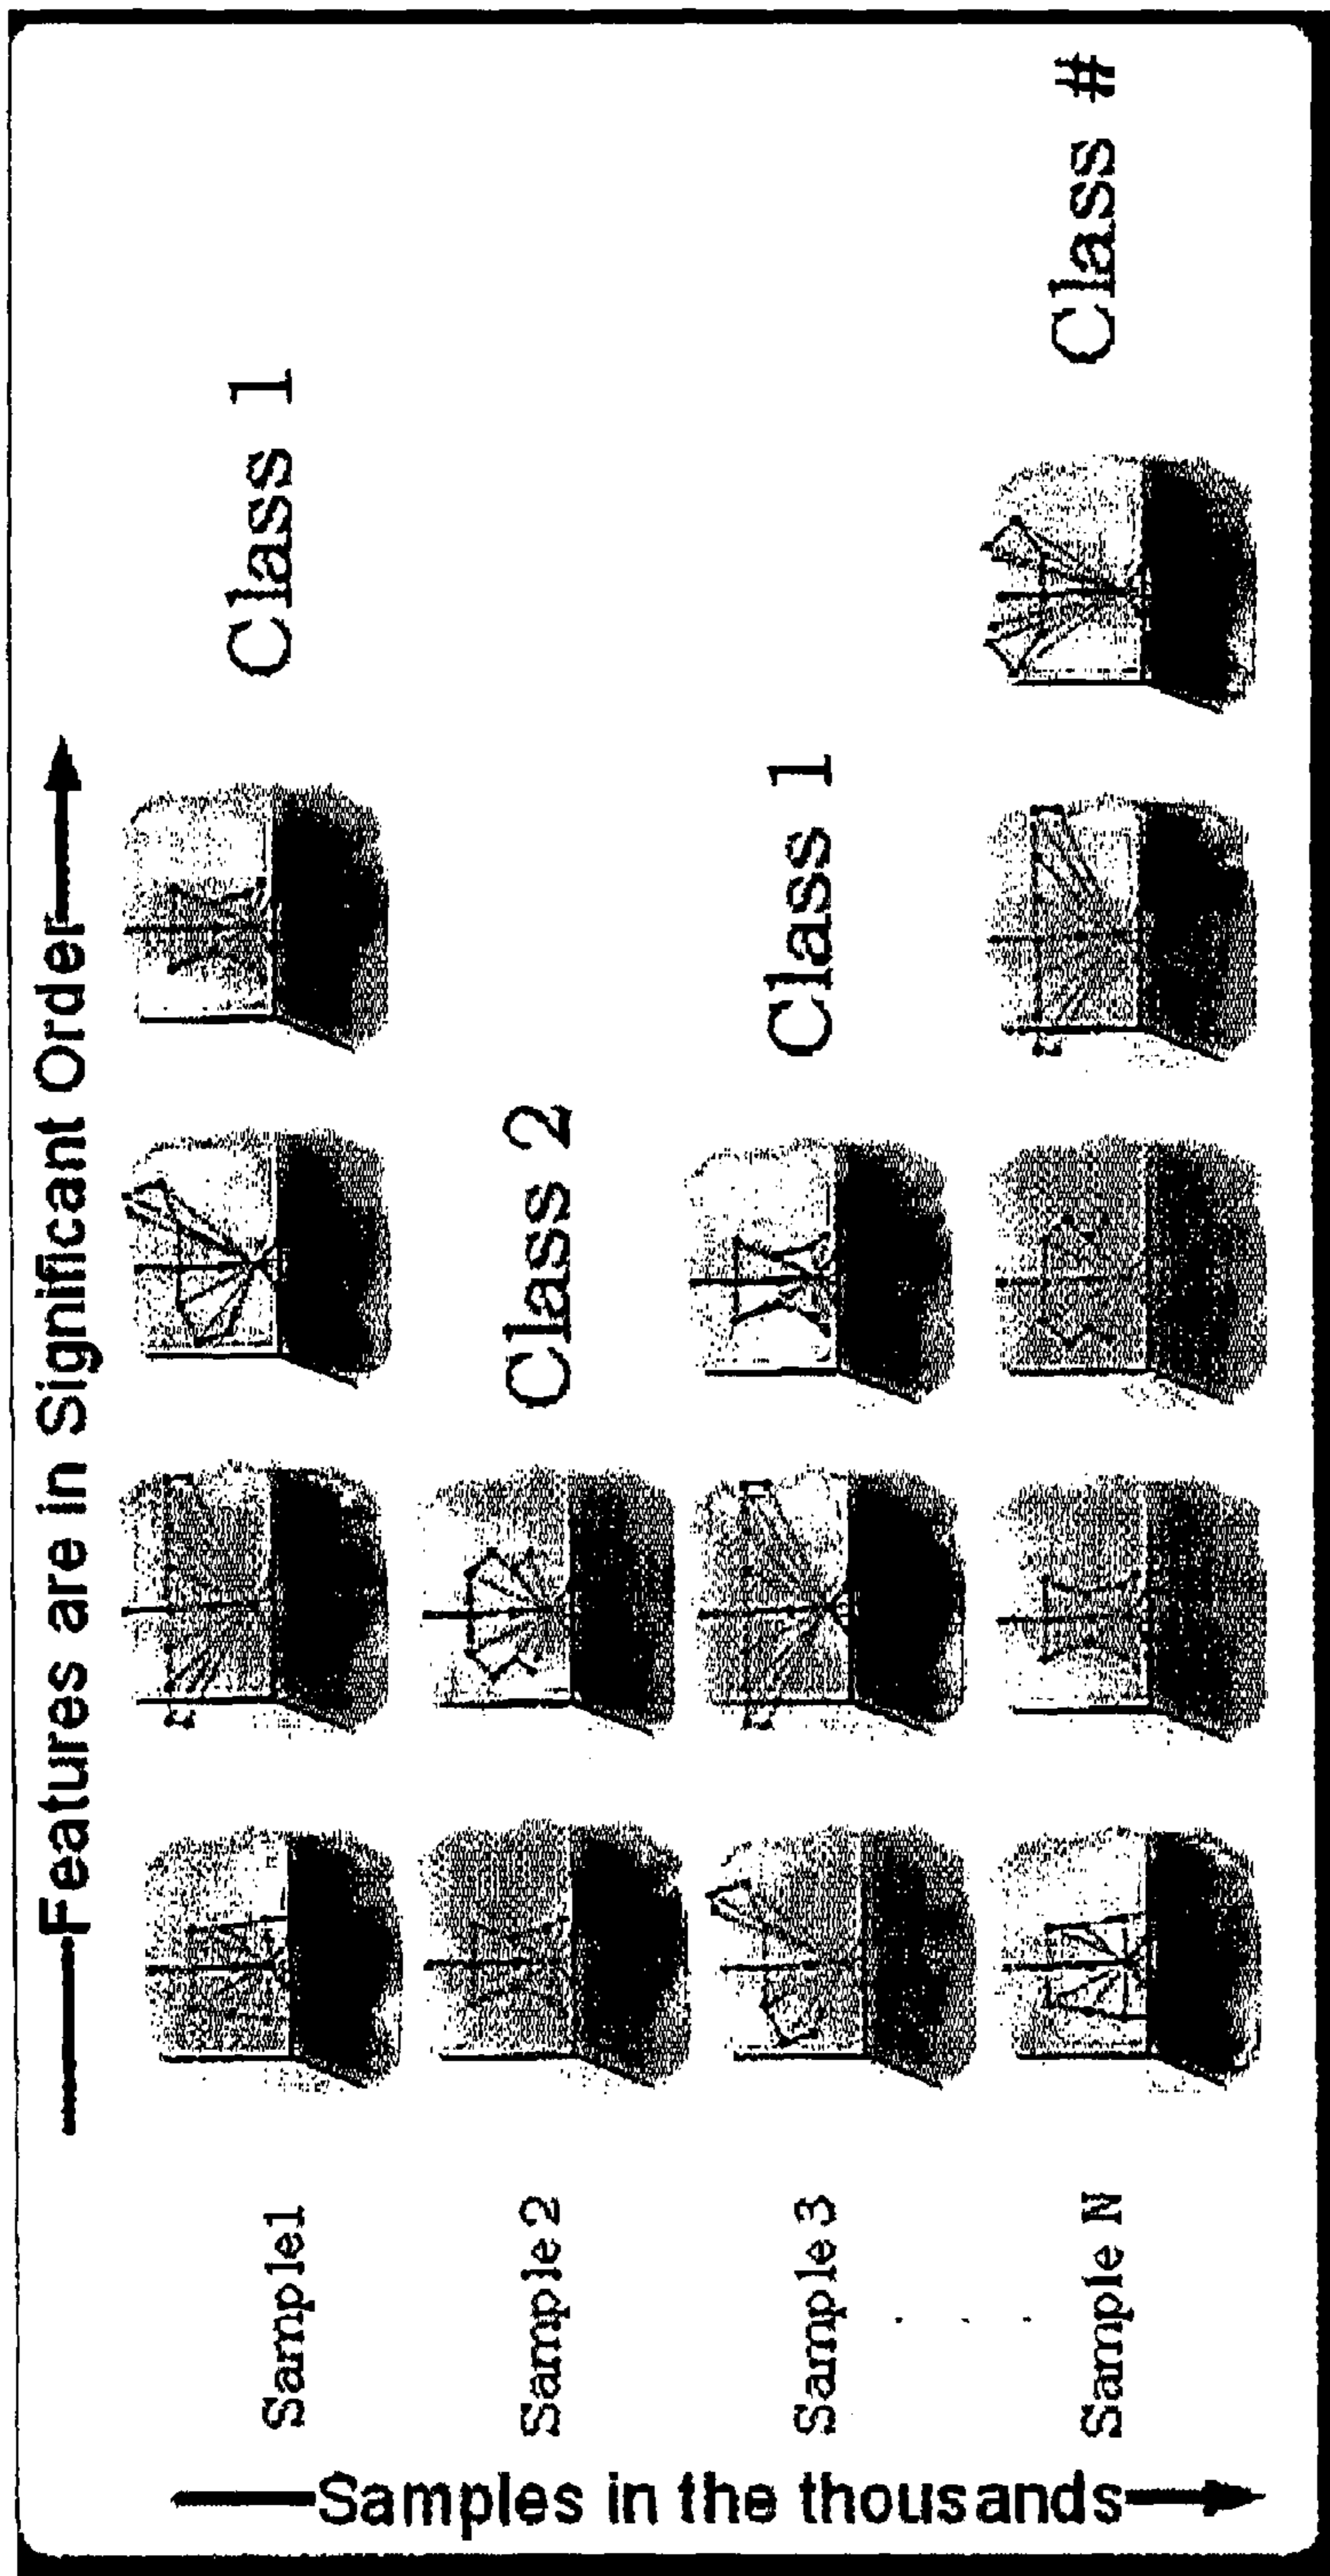 Features are in Significant Order
Samples in the thousands
Sample1
Class 1
Sample 2
Class 2
Sample 3
Class 1
. . .
Sample N
Class #